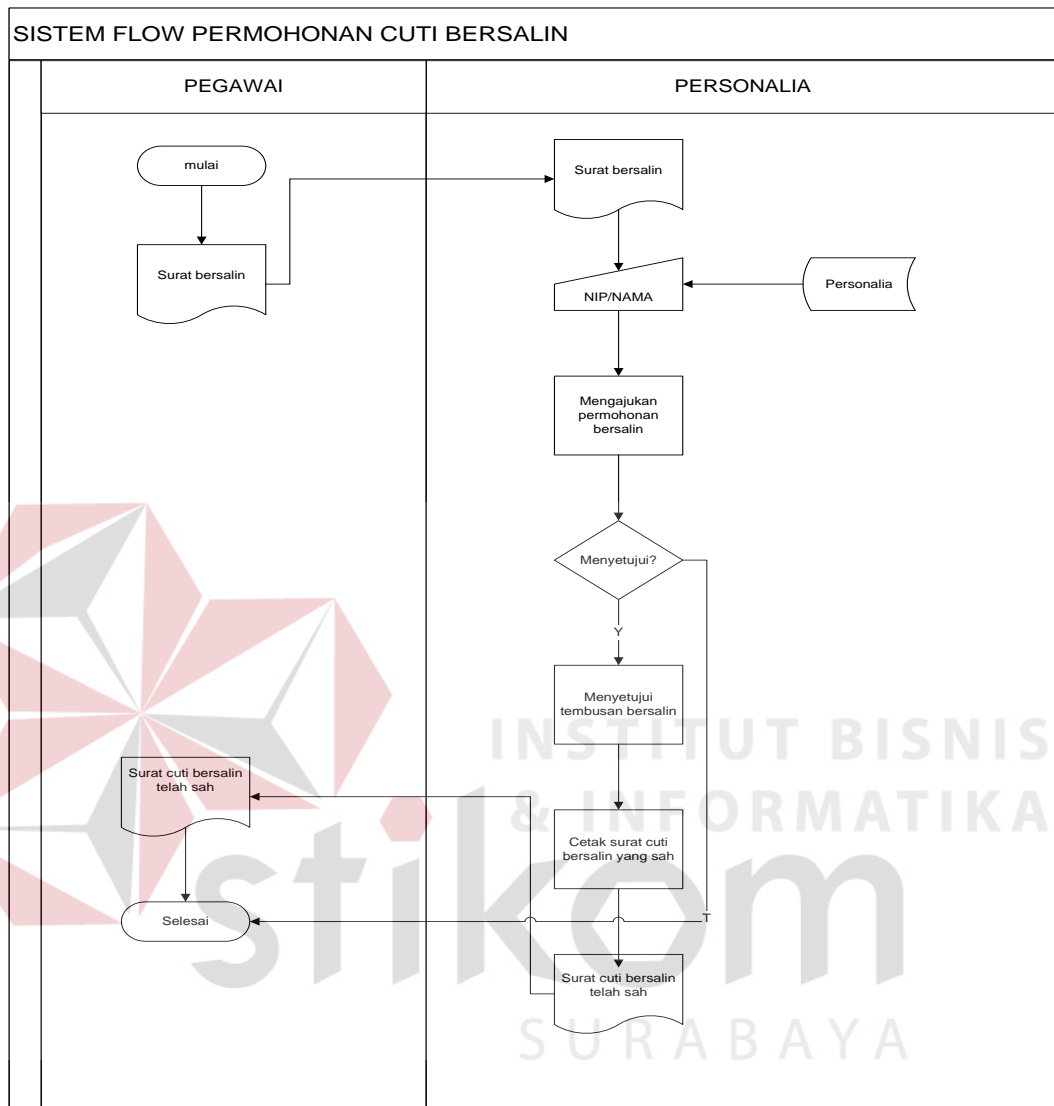 SISTEM FLOW PERMOHONAN CUTI BERSALIN
PEGAWAI
PERSONALIA
mulai
Surat bersalin
Surat bersalin
NIP/NAMA
Personalia
Mengajukan
permohonan
bersalin
Menyetujui?
Y
Menyetujui
tembusan bersalin
Cetak surat cuti
bersalin yang sah
T
Surat cuti bersalin
telah sah
Surat cuti bersalin
telah sah
Selesai
INSTITUT BISNIS
& INFORMATIKA
stikom
SURABAYA